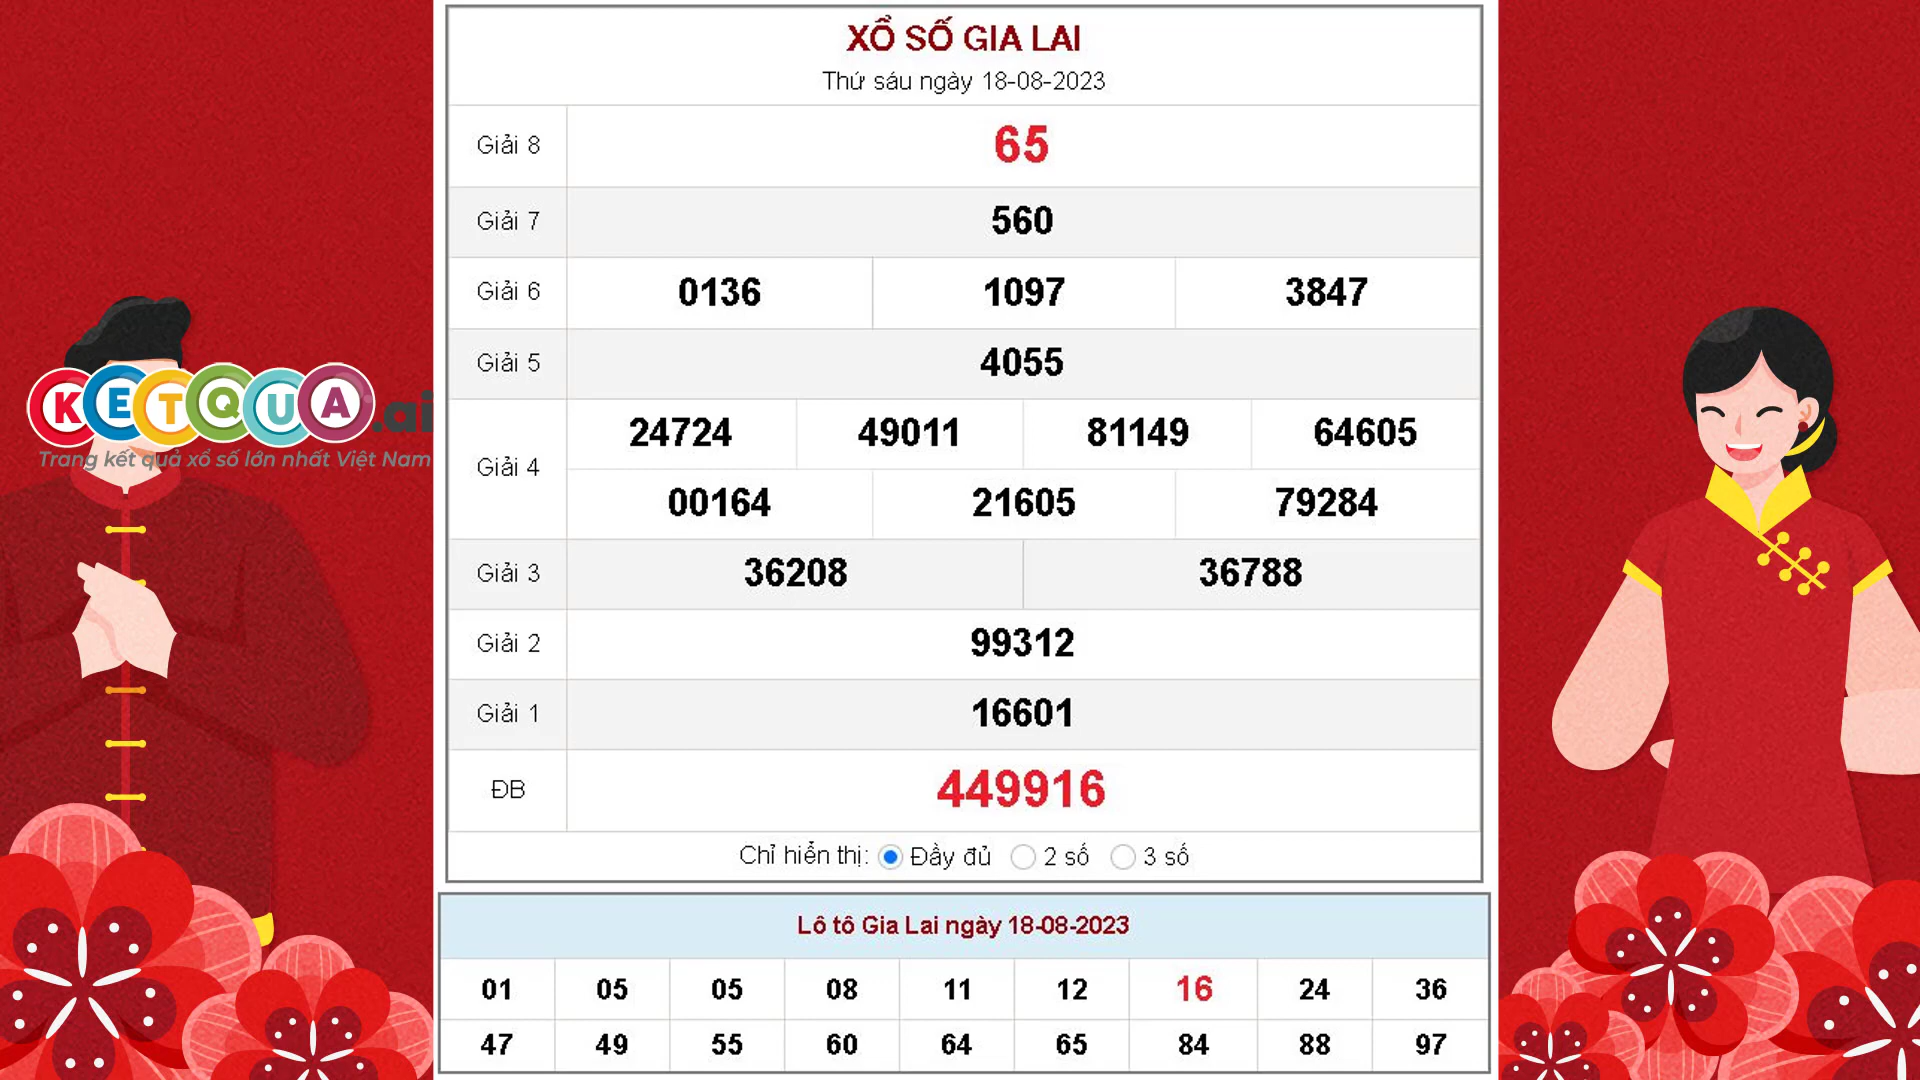 XỔ SỐ GIA LAI
Thứ sáu ngày 18-08-2023
Giải 8 65
Giải 7 560
Giải 6 0136 1097 3847
Giải 5 4055
Giải 4 24724 49011 81149 64605
00164 21605 79284
Giải 3 36208 36788
Giải 2 99312
Giải 1 16601
ĐB 449916
Chỉ hiển thị: Đầy đủ 2 số 3 số
Lô tô Gia Lai ngày 18-08-2023
01 05 05 08 11 12 16 24 36
47 49 55 60 64 65 84 88 97
KETQUA.ai
Trang kết quả xổ số lớn nhất Việt Nam